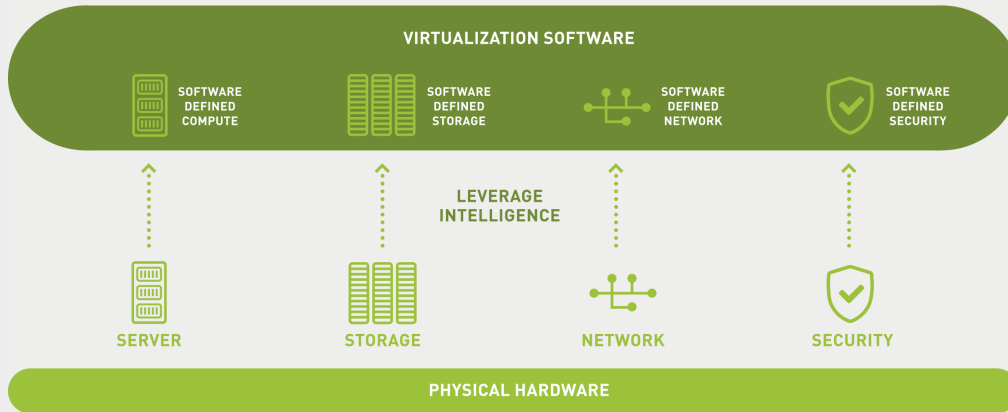 VIRTUALIZATION SOFTWARE
SOFTWARE
DEFINED
COMPUTE
SOFTWARE
DEFINED
STORAGE
SOFTWARE
DEFINED
NETWORK
SOFTWARE
DEFINED
SECURITY
LEVERAGE
INTELLIGENCE
SERVER
STORAGE
NETWORK
SECURITY
PHYSICAL HARDWARE